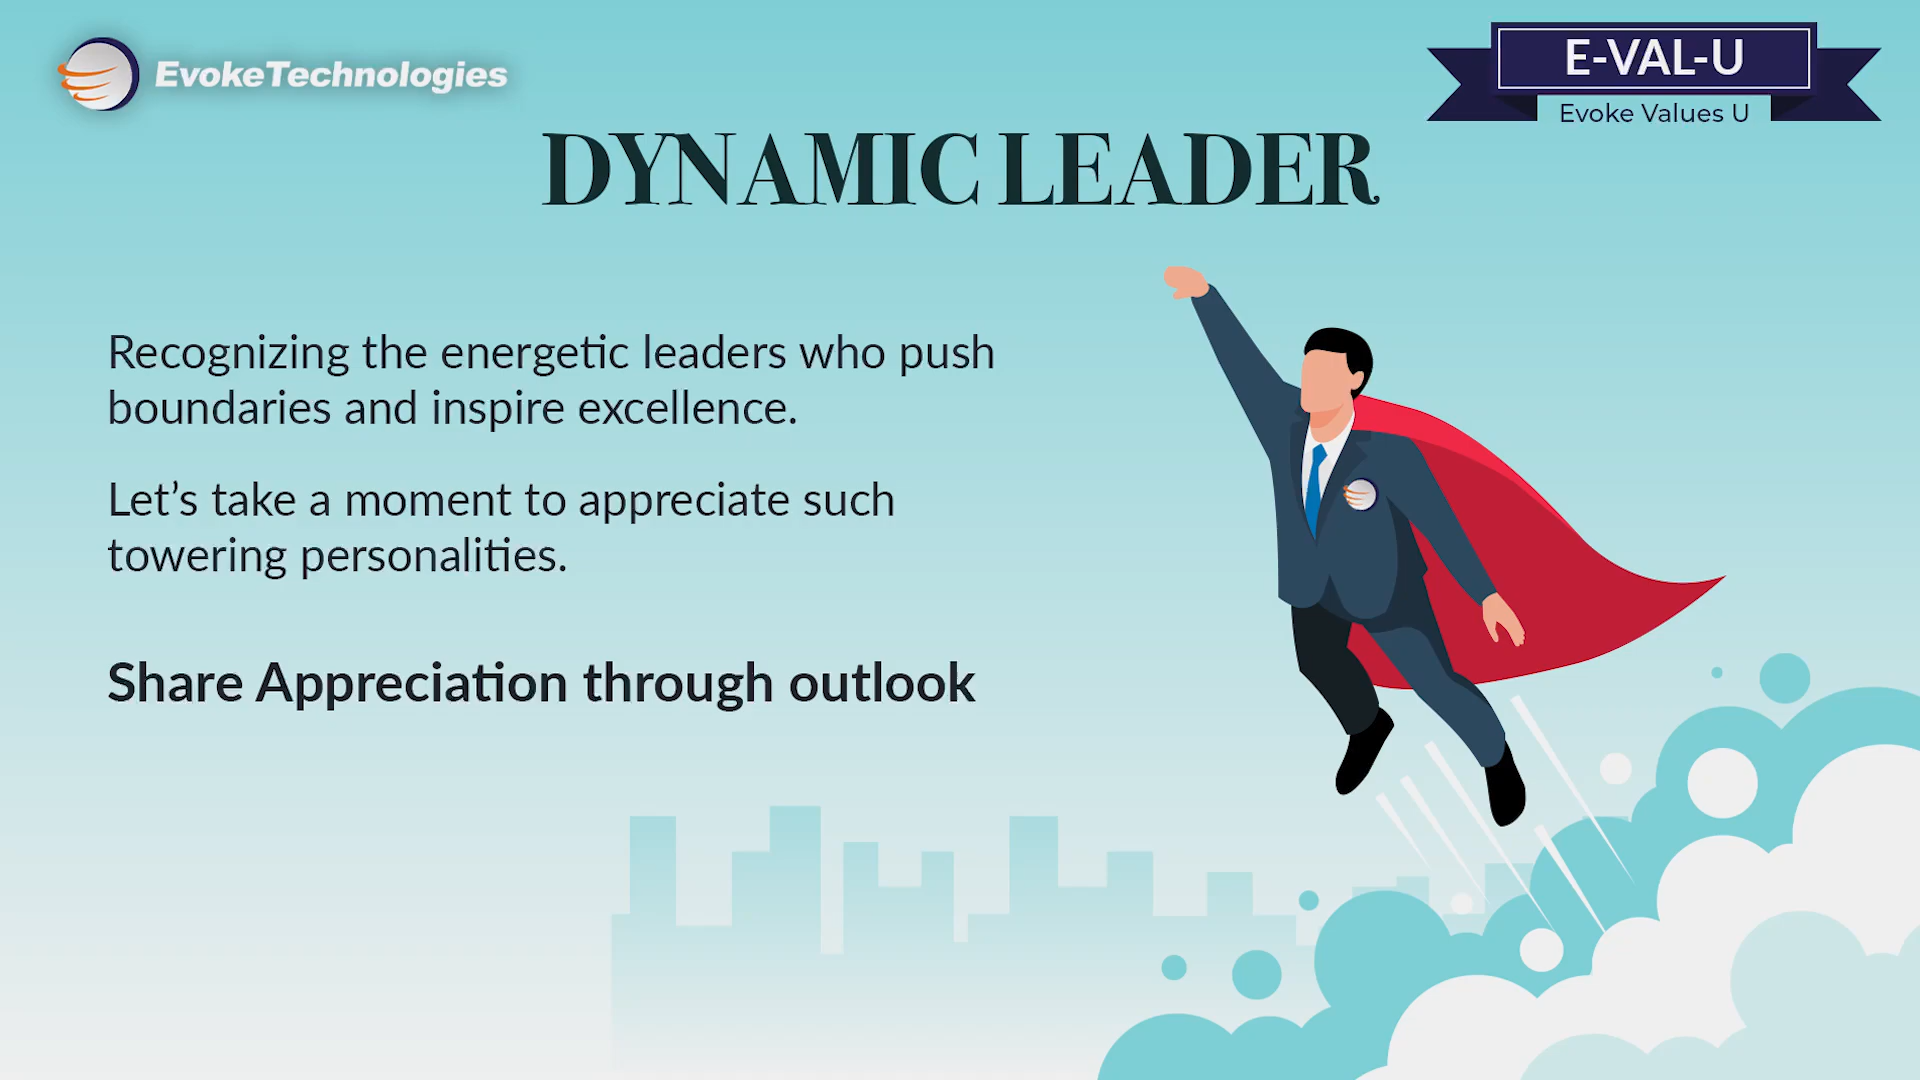 EvokeTechnologies
E-VAL-U
Evoke Values U
DYNAMIC LEADER
Recognizing the energetic leaders who push
boundaries and inspire excellence.
Let’s take a moment to appreciate such
towering personalities.
Share Appreciation through outlook